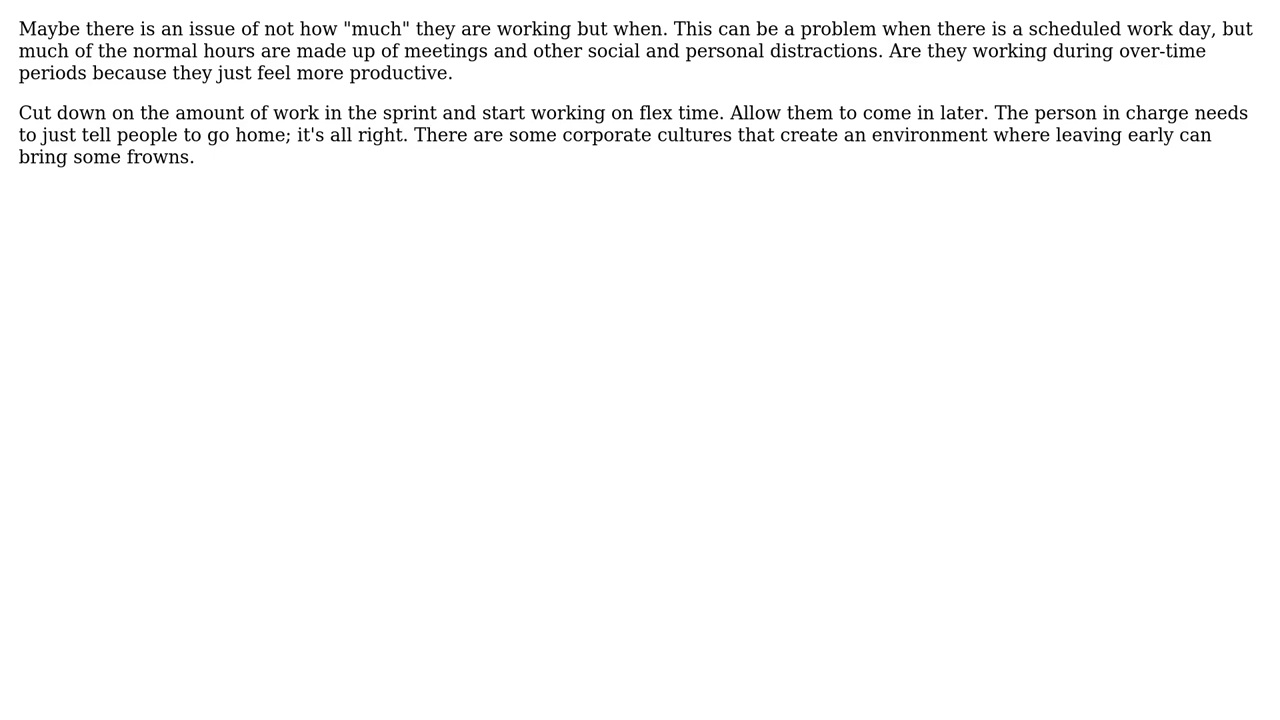 Maybe there is an issue of not how "much" they are working but when. This can be a problem when there is a scheduled work day, but
much of the normal hours are made up of meetings and other social and personal distractions. Are they working during over-time
periods because they just feel more productive.
Cut down on the amount of work in the sprint and start working on flex time. Allow them to come in later. The person in charge needs
to just tell people to go home; it's all right. There are some corporate cultures that create an environment where leaving early can
bring some frowns.